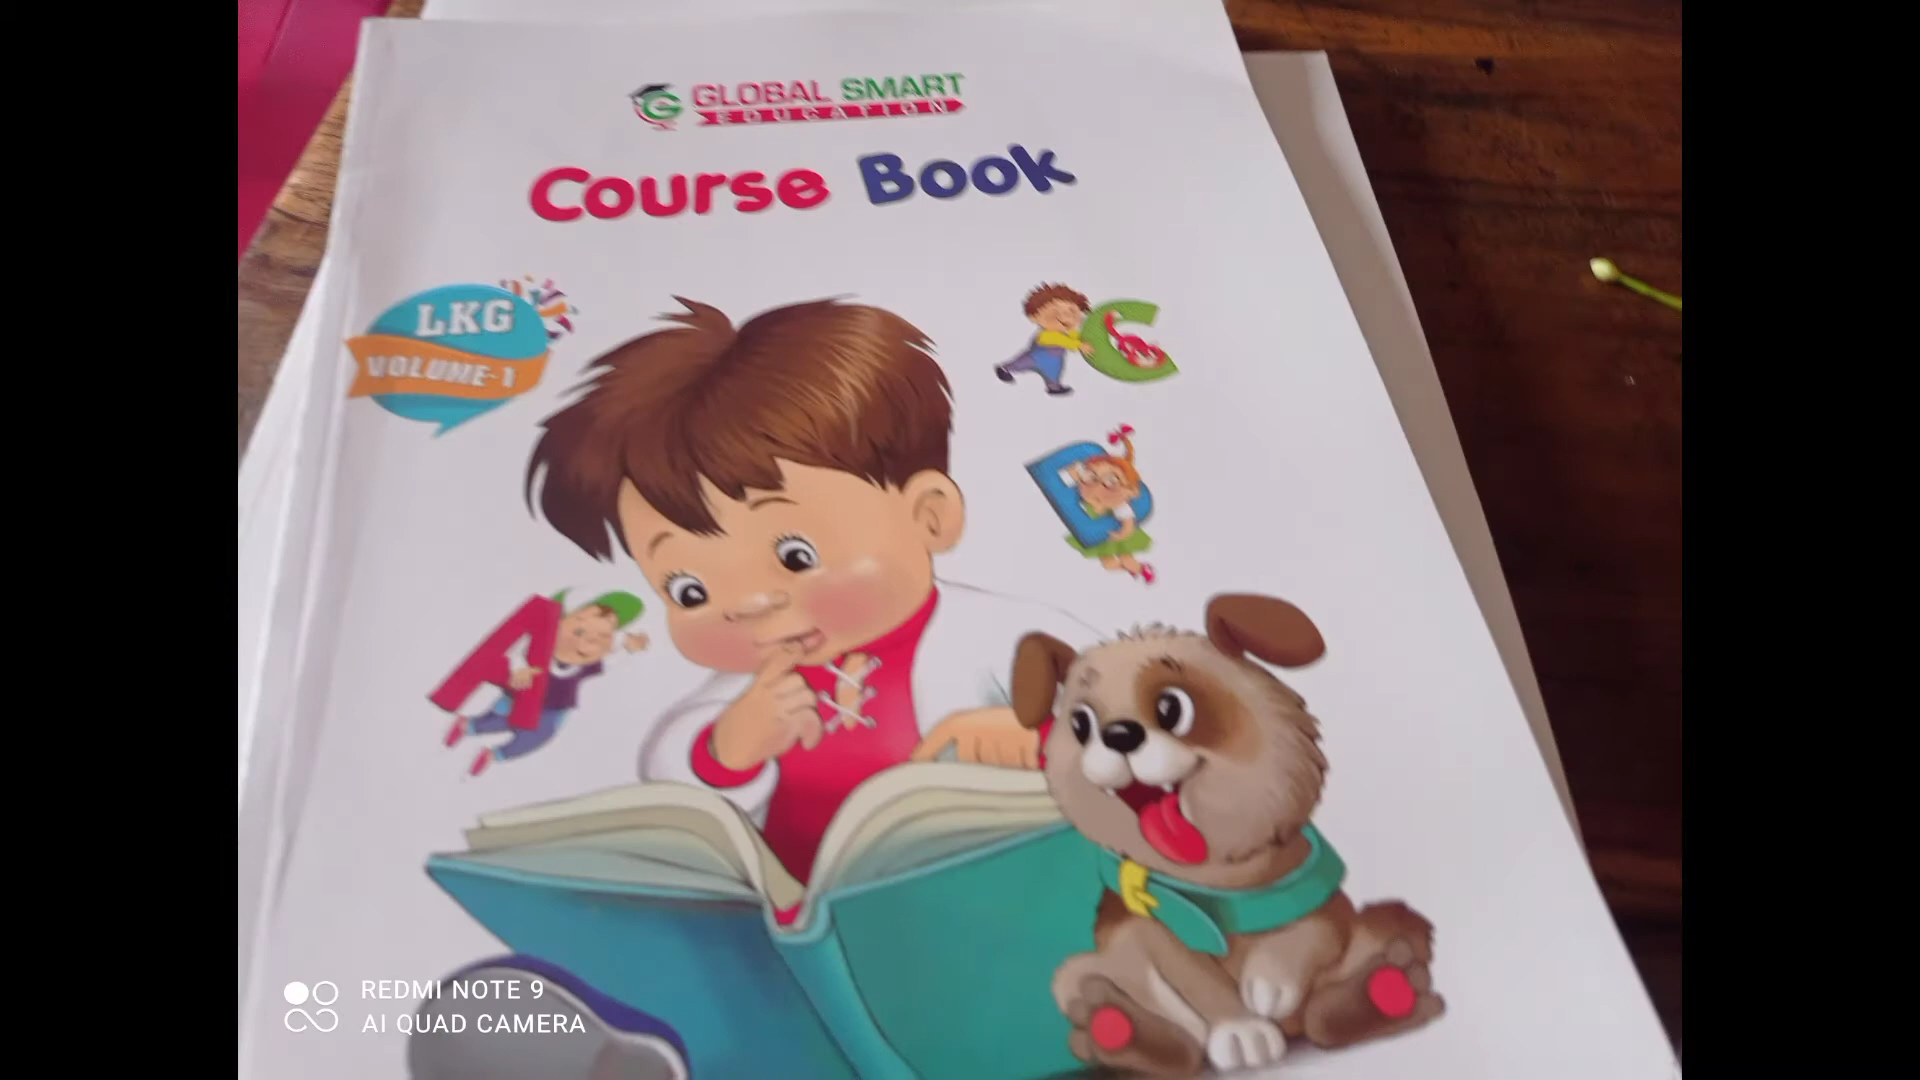 GLOBAL SMART
EDUCATION
Course Book
LKG
VOLUME-1
C
B
A
REDMI NOTE 9
AI QUAD CAMERA